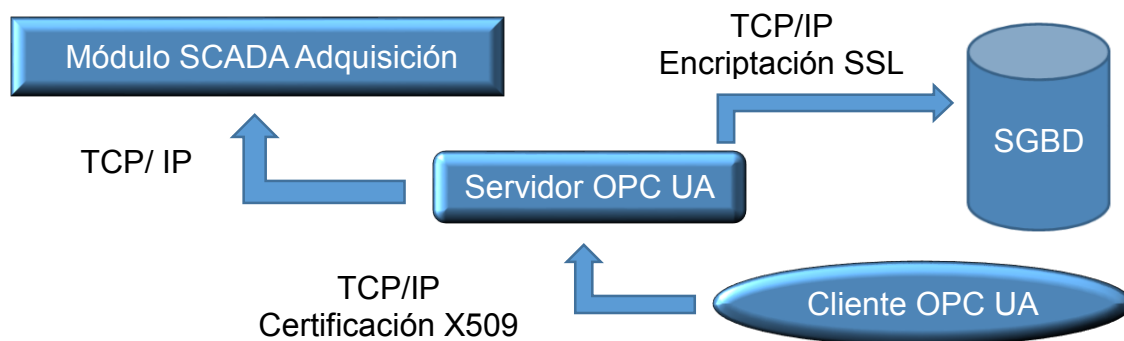 TCP/IP
Encriptación SSL
Módulo SCADA Adquisición
SGBD
TCP/ IP
Servidor OPC UA
TCP/IP
Certificación X509
Cliente OPC UA